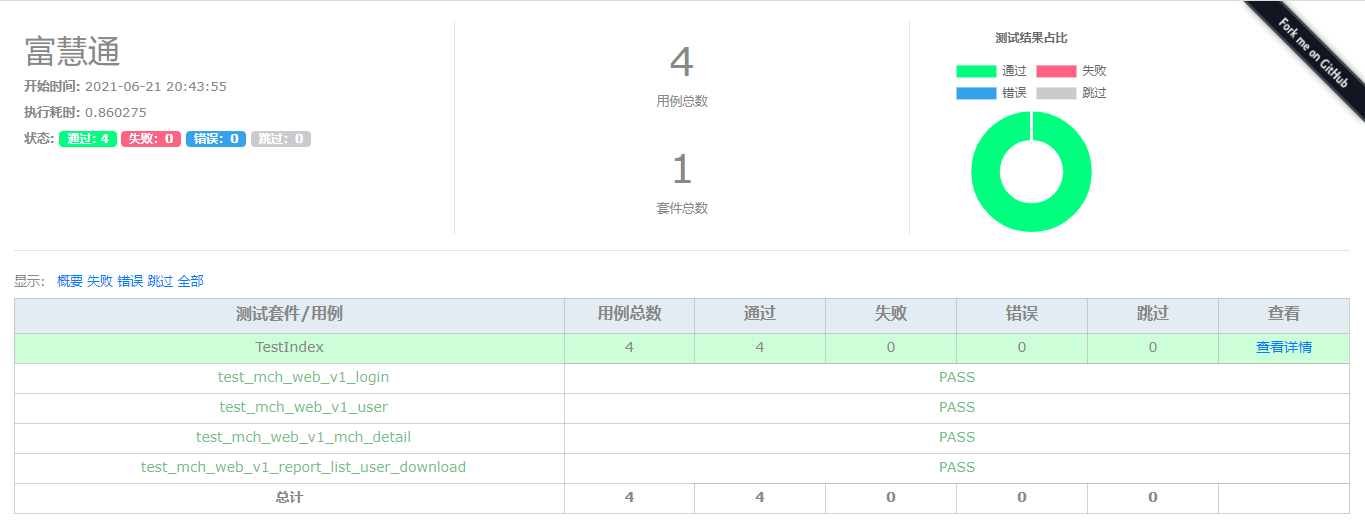 富慧通
开始时间: 2021-06-21 20:43:55
执行耗时: 0.860275
状态: 通过: 4 失败: 0 错误: 0 跳过: 0
4
用例总数
1
套件总数
测试结果占比
通过 失败
错误 跳过
Fork me on GitHub
显示: 概要 失败 错误 跳过 全部
测试套件/用例 用例总数 通过 失败 错误 跳过 查看
TestIndex 4 4 0 0 0 查看详情
test_mch_web_v1_login PASS
test_mch_web_v1_user PASS
test_mch_web_v1_mch_detail PASS
test_mch_web_v1_report_list_user_download PASS
总计 4 4 0 0 0